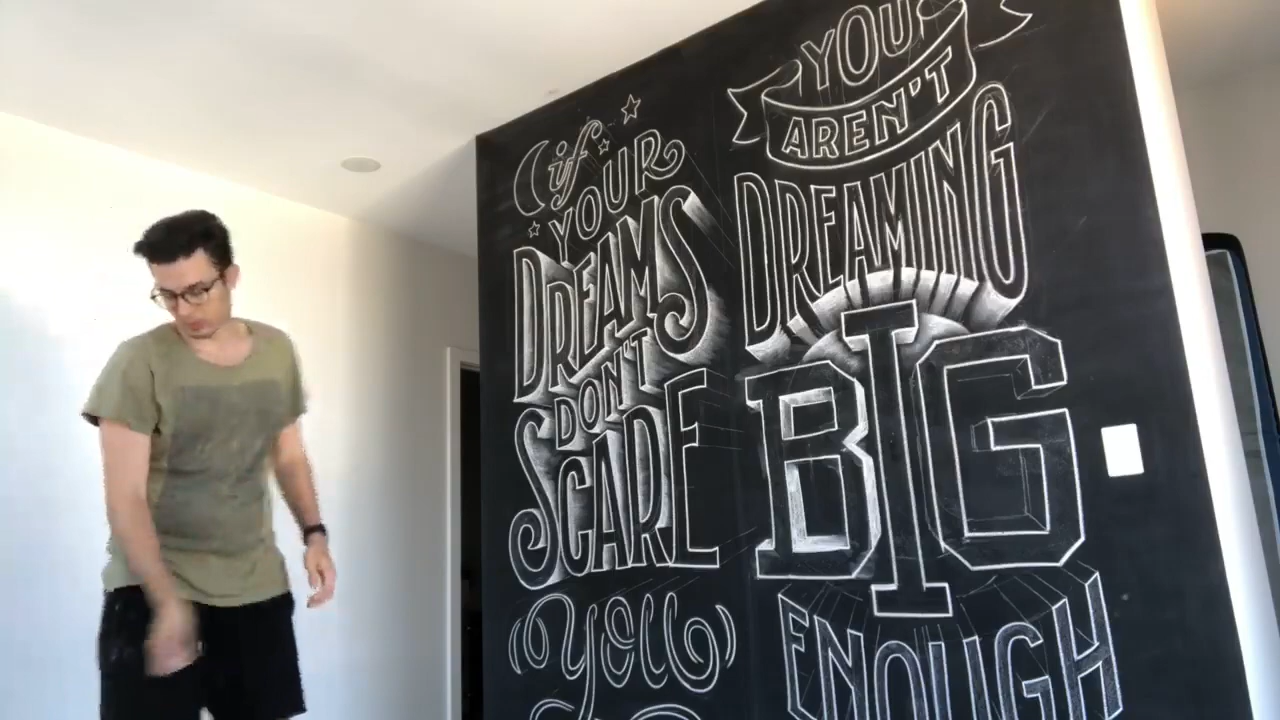 if
YOUR
DREAMS
DON'T
SCARE
you
YOU
AREN'T
DREAMING
BIG
ENOUGH